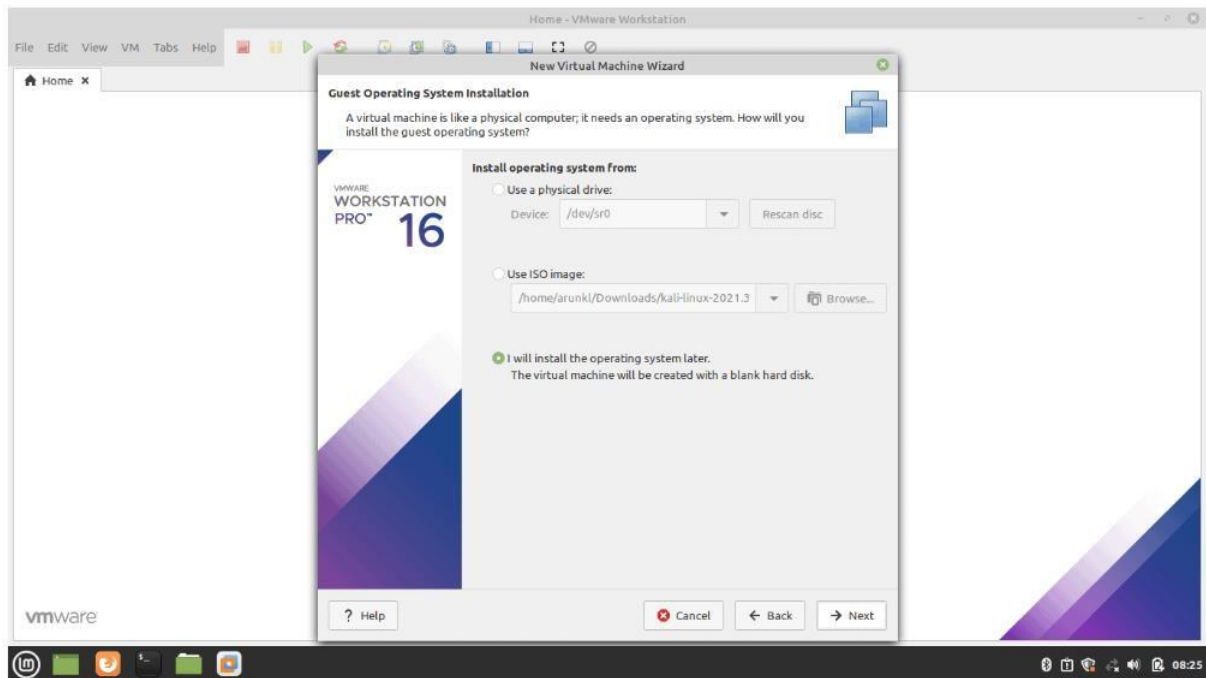 Home - VMware Workstation
File Edit View VM Tabs Help
Home
New Virtual Machine Wizard
Guest Operating System Installation
A virtual machine is like a physical computer; it needs an operating system. How will you
install the guest operating system?
VMWARE
WORKSTATION
PRO™ 16
Install operating system from:
Use a physical drive:
Device: /dev/sr0 Rescan disc
Use ISO image:
/home/arunkl/Downloads/kali-linux-2021.3 Browse...
I will install the operating system later.
The virtual machine will be created with a blank hard disk.
? Help Cancel Back Next
vmware
08:25